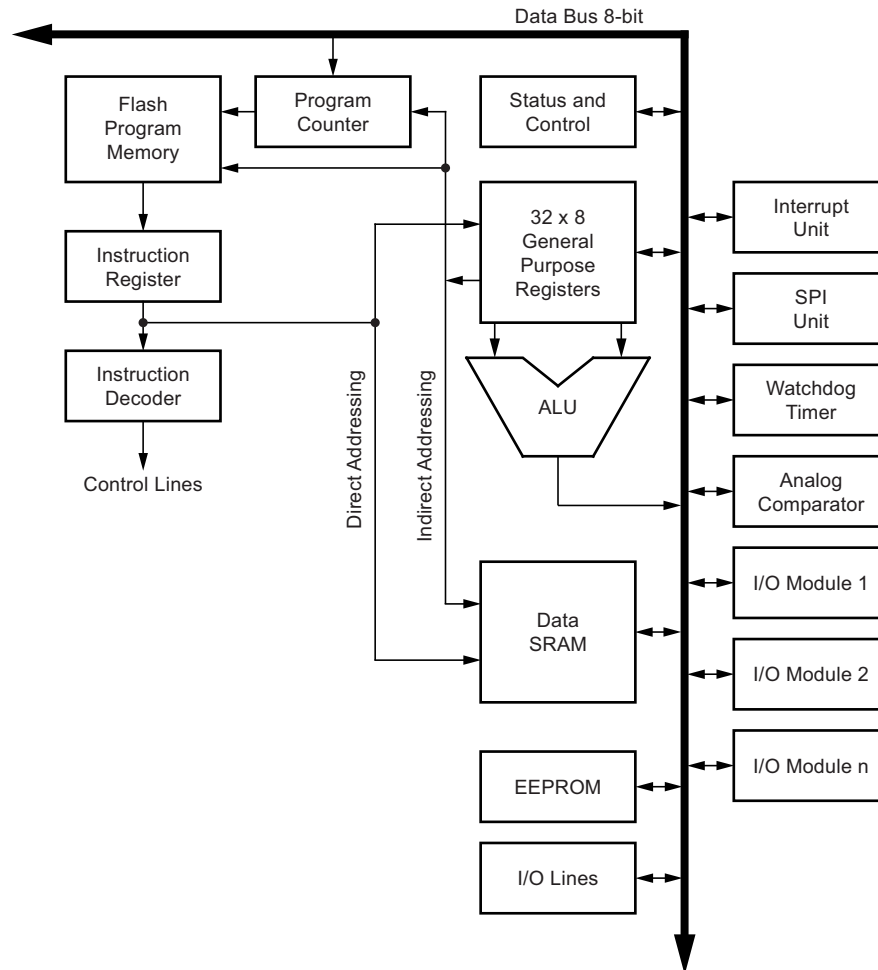 Data Bus 8-bit
Flash
Program
Memory
Program
Counter
Status and
Control
32 x 8
General
Purpose
Registers
Interrupt
Unit
Instruction
Register
SPI
Unit
Instruction
Decoder
Direct Addressing
Indirect Addressing
ALU
Watchdog
Timer
Control Lines
Analog
Comparator
Data
SRAM
I/O Module 1
I/O Module 2
EEPROM
I/O Module n
I/O Lines